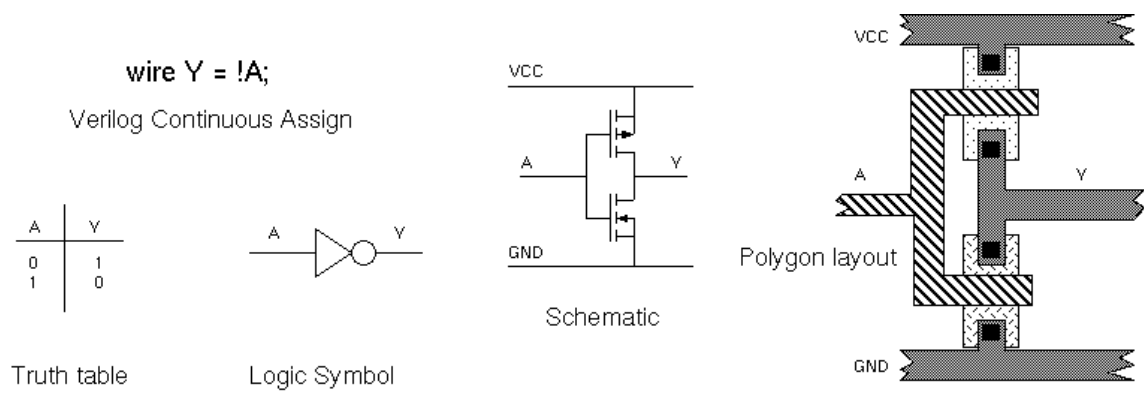 wire Y = !A;
Verilog Continuous Assign
A Y
0 1
1 0
Truth table
A Y
Logic Symbol
VCC
A Y
GND
Schematic
VCC
A Y
Polygon layout
GND